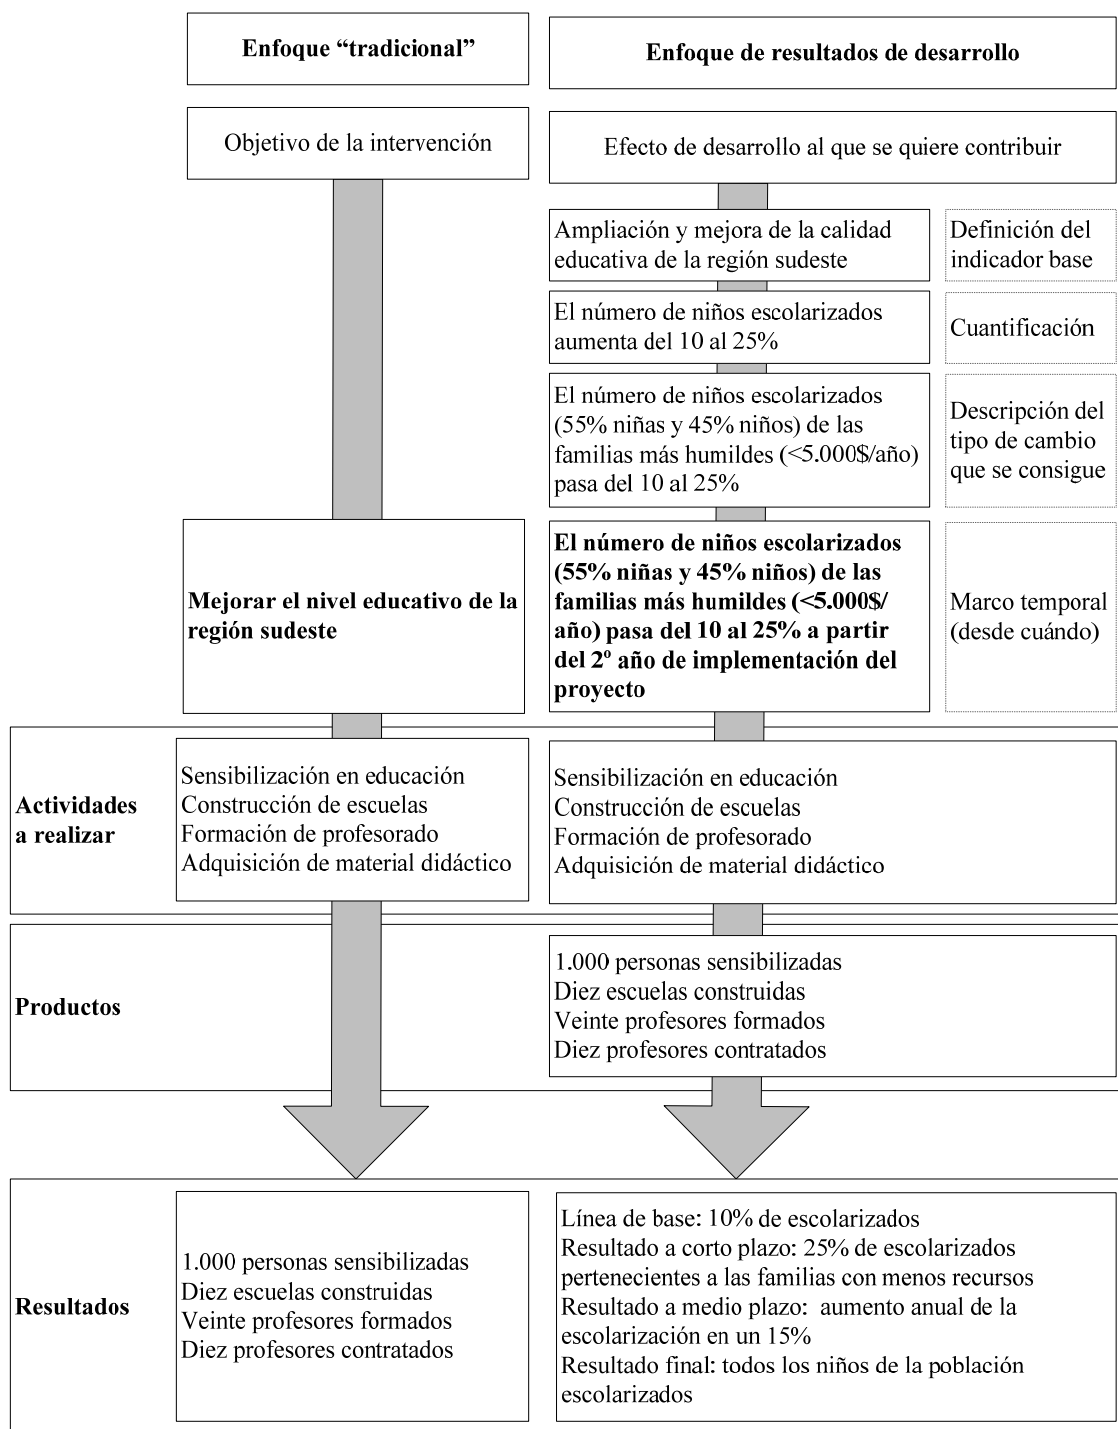 Enfoque “tradicional”
Enfoque de resultados de desarrollo
Objetivo de la intervención
Efecto de desarrollo al que se quiere contribuir
Ampliación y mejora de la calidad
educativa de la región sudeste
Definición del
indicador base
El número de niños escolarizados
aumenta del 10 al 25%
Cuantificación
El número de niños escolarizados
(55% niñas y 45% niños) de las
familias más humildes (<5.000$/año)
pasa del 10 al 25%
Descripción del
tipo de cambio
que se consigue
Mejorar el nivel educativo de la
región sudeste
El número de niños escolarizados
(55% niñas y 45% niños) de las
familias más humildes (<5.000$/
año) pasa del 10 al 25% a partir
del 2º año de implementación del
proyecto
Marco temporal
(desde cuándo)
Actividades
a realizar
Sensibilización en educación
Construcción de escuelas
Formación de profesorado
Adquisición de material didáctico
Sensibilización en educación
Construcción de escuelas
Formación de profesorado
Adquisición de material didáctico
Productos
1.000 personas sensibilizadas
Diez escuelas construidas
Veinte profesores formados
Diez profesores contratados
Resultados
1.000 personas sensibilizadas
Diez escuelas construidas
Veinte profesores formados
Diez profesores contratados
Línea de base: 10% de escolarizados
Resultado a corto plazo: 25% de escolarizados
pertenecientes a las familias con menos recursos
Resultado a medio plazo: aumento anual de la
escolarización en un 15%
Resultado final: todos los niños de la población
escolarizados